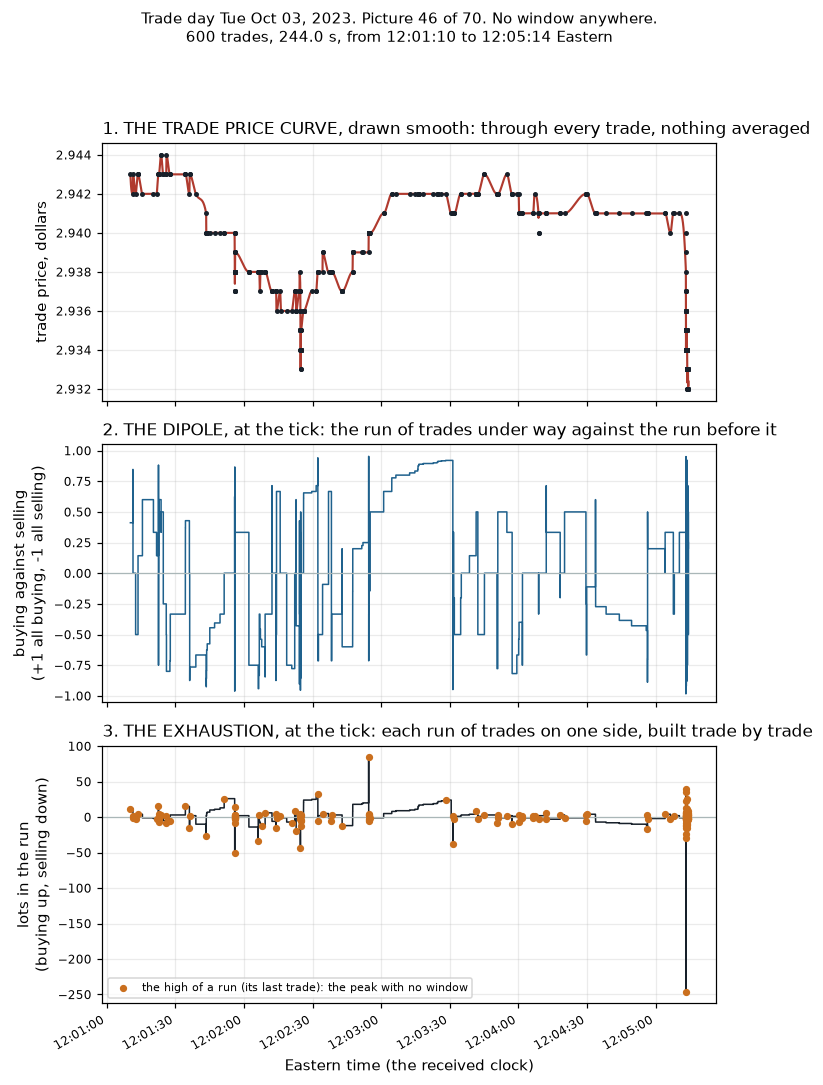 Trade day Tue Oct 03, 2023. Picture 46 of 70. No window anywhere.
600 trades, 244.0 s, from 12:01:10 to 12:05:14 Eastern
1. THE TRADE PRICE CURVE, drawn smooth: through every trade, nothing averaged
trade price, dollars
2.944
2.942
2.940
2.938
2.936
2.934
2.932
2. THE DIPOLE, at the tick: the run of trades under way against the run before it
buying against selling
(+1 all buying, -1 all selling)
1.00
0.75
0.50
0.25
0.00
−0.25
−0.50
−0.75
−1.00
3. THE EXHAUSTION, at the tick: each run of trades on one side, built trade by trade
lots in the run
(buying up, selling down)
100
50
0
−50
−100
−150
−200
−250
the high of a run (its last trade): the peak with no window
12:01:00
12:01:30
12:02:00
12:02:30
12:03:00
12:03:30
12:04:00
12:04:30
12:05:00
Eastern time (the received clock)